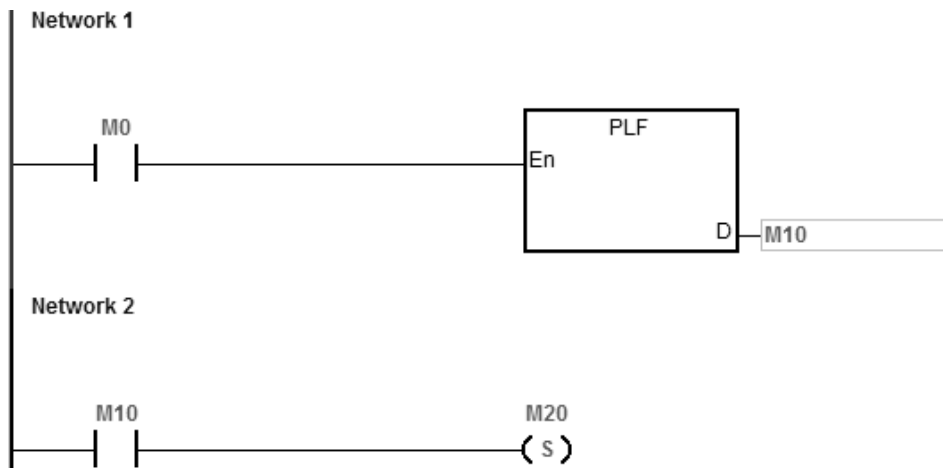 Network 1
M0
PLF
En
D
M10
Network 2
M10
M20
S